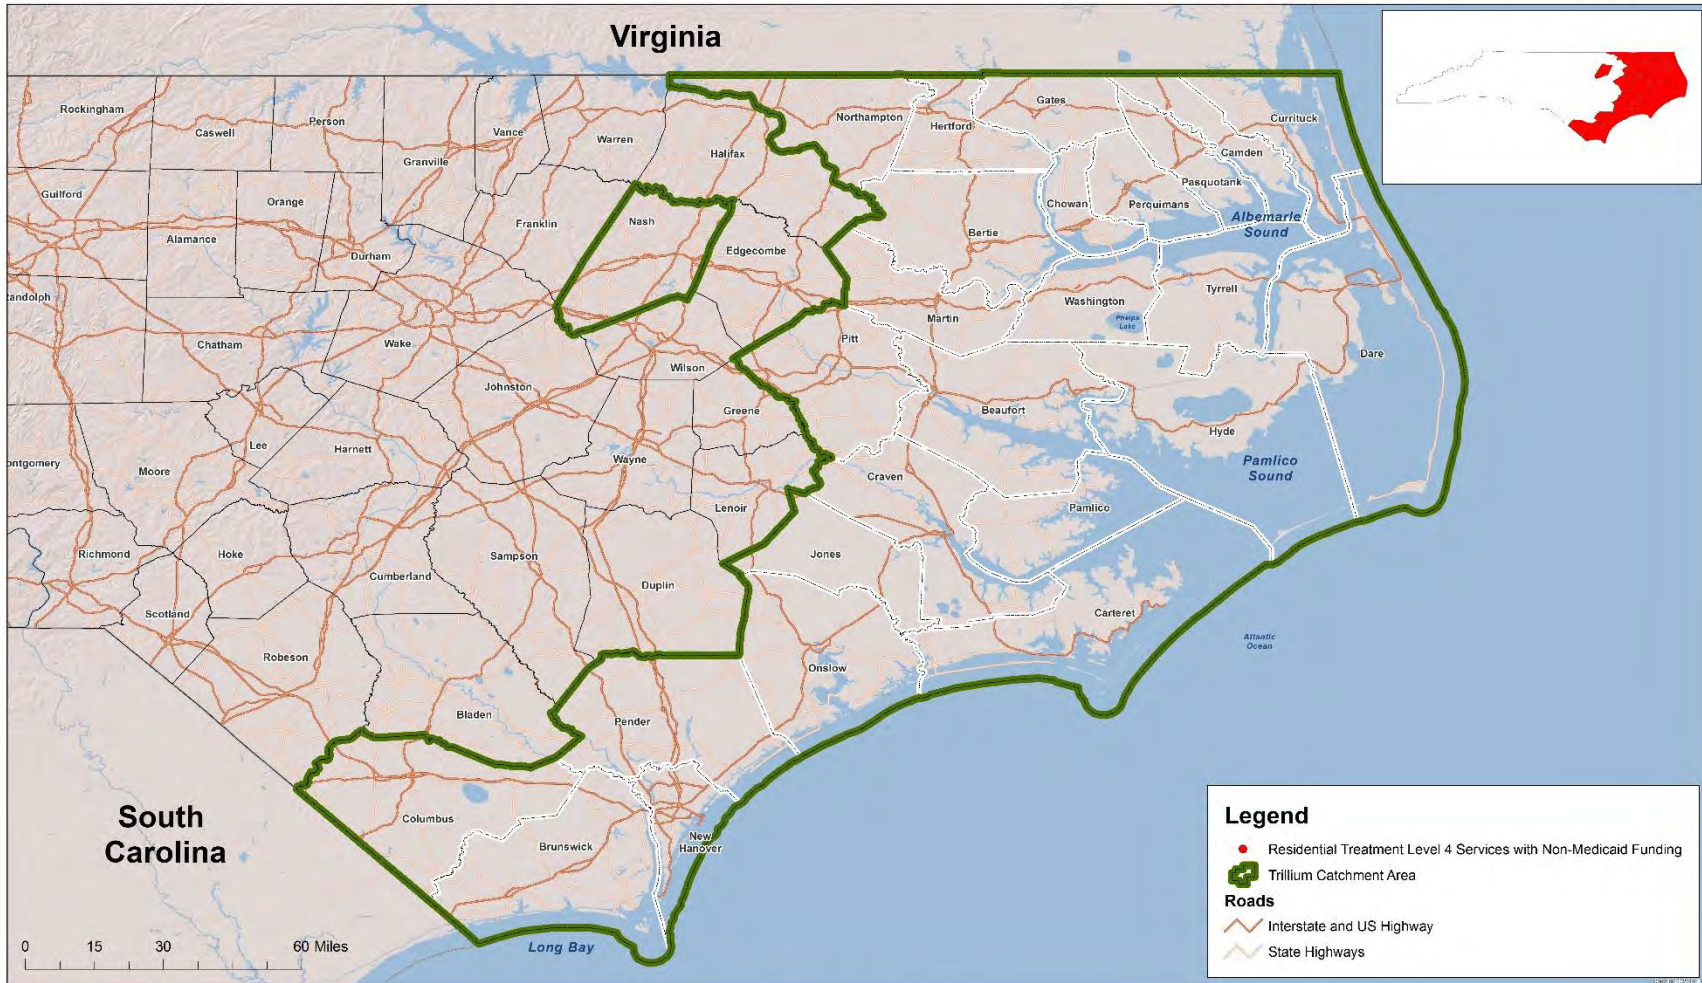 Virginia
Rockingham
Caswell
Person
Vance
Warren
Northampton
Hertford
Gates
Currituck
Granville
Halifax
Camden
Guilford
Orange
Franklin
Nash
Pasquotank
Chowan
Perquimans
Albemarle
Sound
Alamance
Durham
Edgecombe
Bertie
andolph
Washington
Tyrrell
Phelps
Lake
Martin
Chatham
Wake
Pitt
Dare
Johnston
Wilson
Greene
Beaufort
Hyde
Lee
Harnett
ontgomery
Moore
Wayne
Craven
Pamlico
Sound
Lenoir
Pamlico
Richmond
Hoke
Sampson
Jones
Cumberland
Duplin
Scotland
Carteret
Atlantic
Ocean
Robeson
Onslow
Bladen
Pender
South
Carolina
Columbus
Brunswick
New
Hanover
Long Bay
0 15 30 60 Miles
Legend
Residential Treatment Level 4 Services with Non-Medicaid Funding
Trillium Catchment Area
Roads
Interstate and US Highway
State Highways